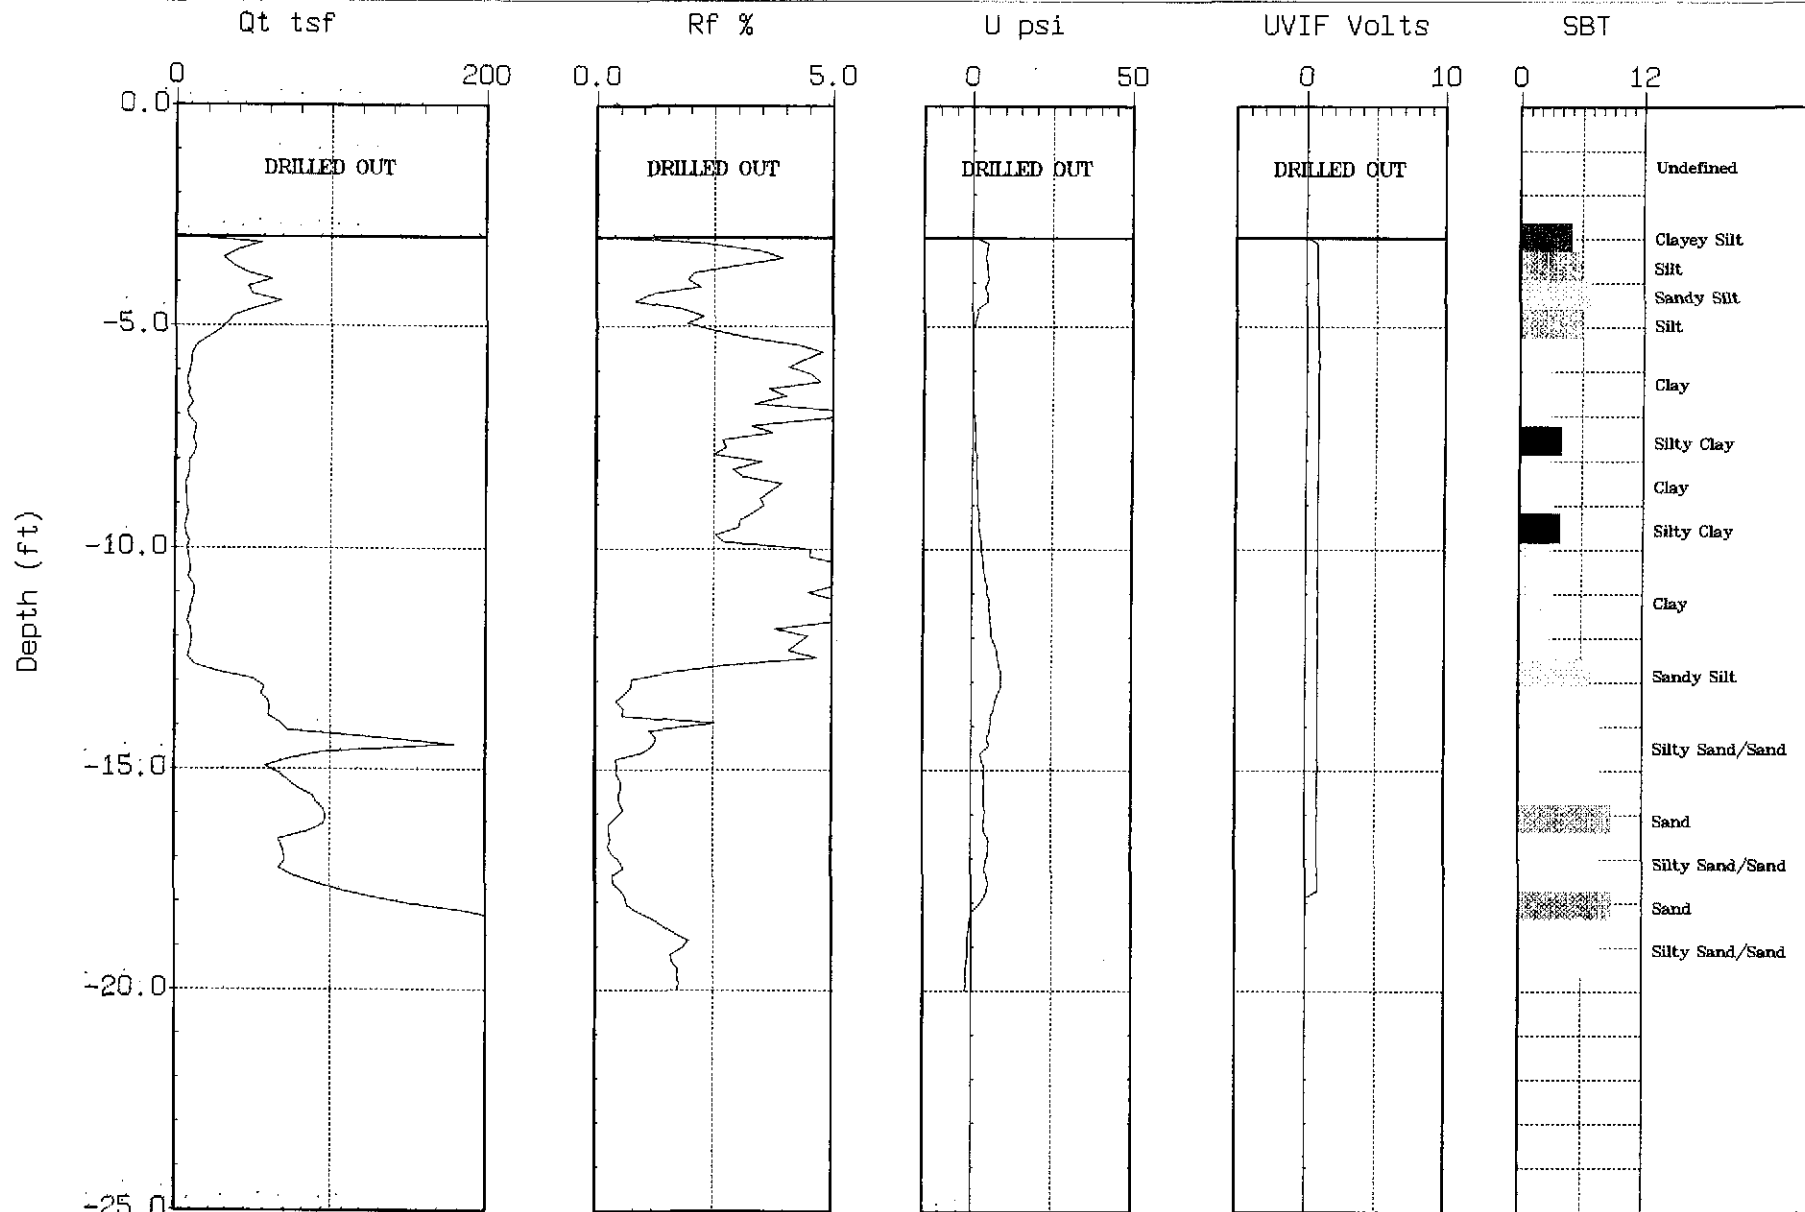 Qt tsf
Rf %
U psi
UVIF Volts
SBT
0 200
0.0 5.0
0 50
0 10
0 12
0.0
DRILLED OUT
DRILLED OUT
DRILLED OUT
DRILLED OUT
Undefined
Clayey Silt
Silt
Sandy Silt
-5.0
Silt
Clay
Silty Clay
Clay
Silty Clay
-10.0
Depth (ft)
Clay
Sandy Silt
Silty Sand/Sand
-15.0
Sand
Silty Sand/Sand
Sand
Silty Sand/Sand
-20.0
-25.0